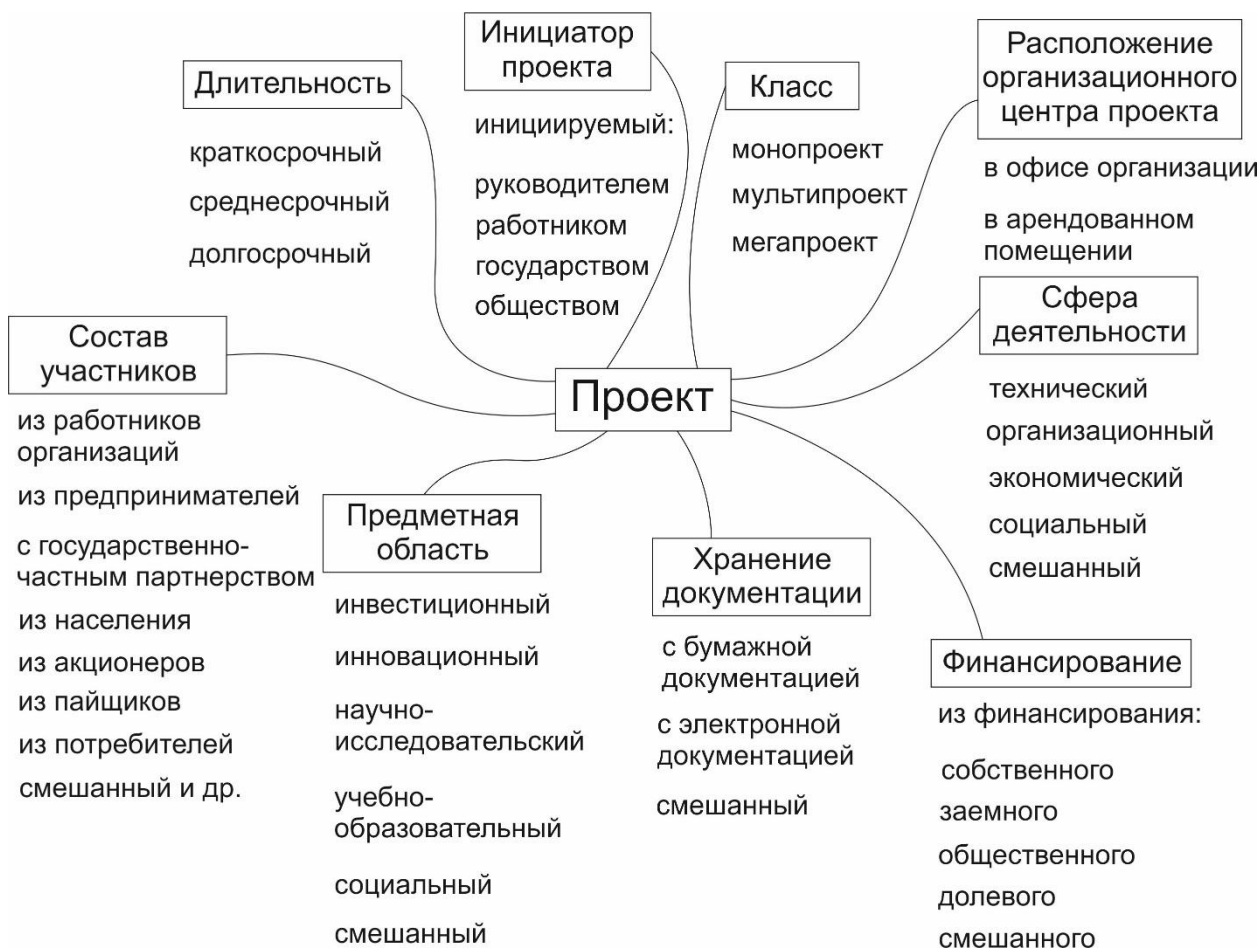 Длительность
краткосрочный
среднесрочный
долгосрочный
Инициатор
проекта
инициируемый:
руководителем
работником
государством
обществом
Класс
монопроект
мультипроект
мегапроект
Расположение
организационного
центра проекта
в офисе организации
в арендованном
помещении
Состав
участников
из работников
организаций
из предпринимателей
с государственно-
частным партнерством
из населения
из акционеров
из пайщиков
из потребителей
смешанный и др.
Проект
Сфера
деятельности
технический
организационный
экономический
социальный
смешанный
Предметная
область
инвестиционный
инновационный
научно-
исследовательский
учебно-
образовательный
социальный
смешанный
Хранение
документации
с бумажной
документацией
с электронной
документацией
смешанный
Финансирование
из финансирования:
собственного
заемного
общественного
долевого
смешанного